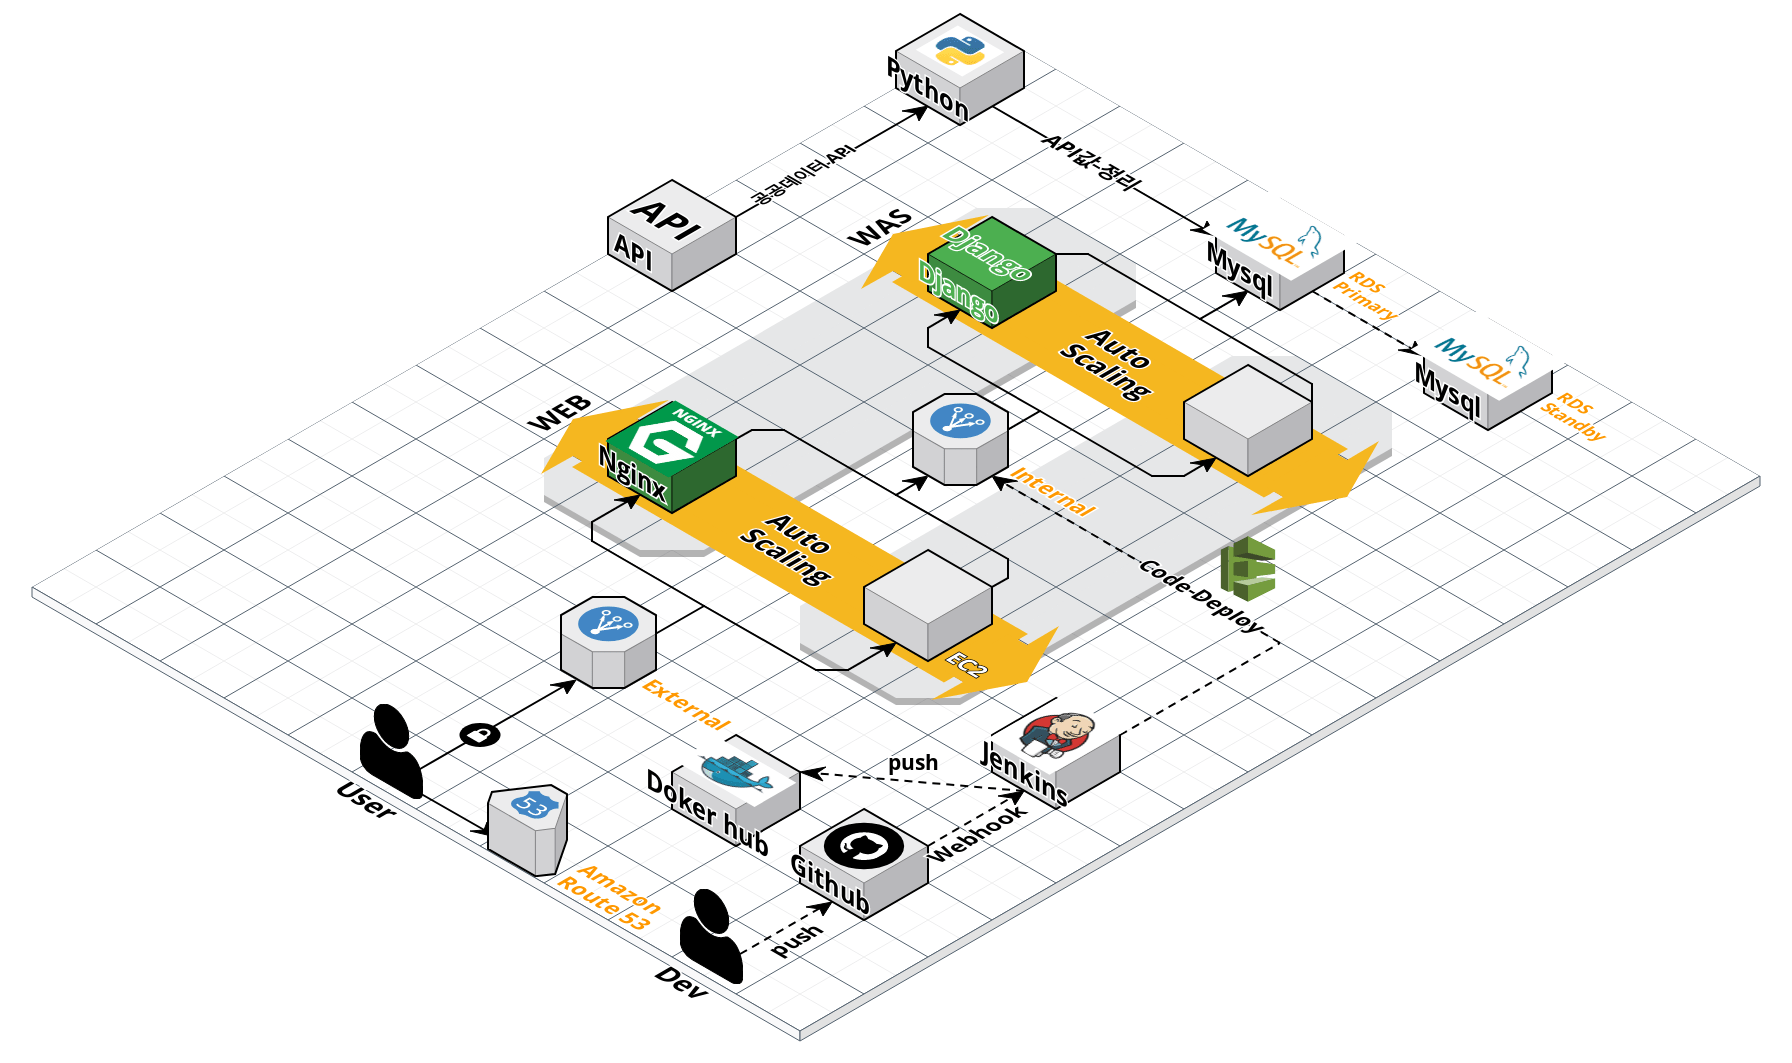 Python
공공데이터 API
API값 정리
API
API
WAS
Django
Django
MySQL
Mysql
RDS
Primary
MySQL
Mysql
RDS
Standby
Auto
Scaling
WEB
NGINX
Nginx
Auto
Scaling
Internal
Code-Deploy
EC2
External
User
53
Amazon
Route 53
Doker hub
push
Jenkins
Webhook
Github
push
Dev